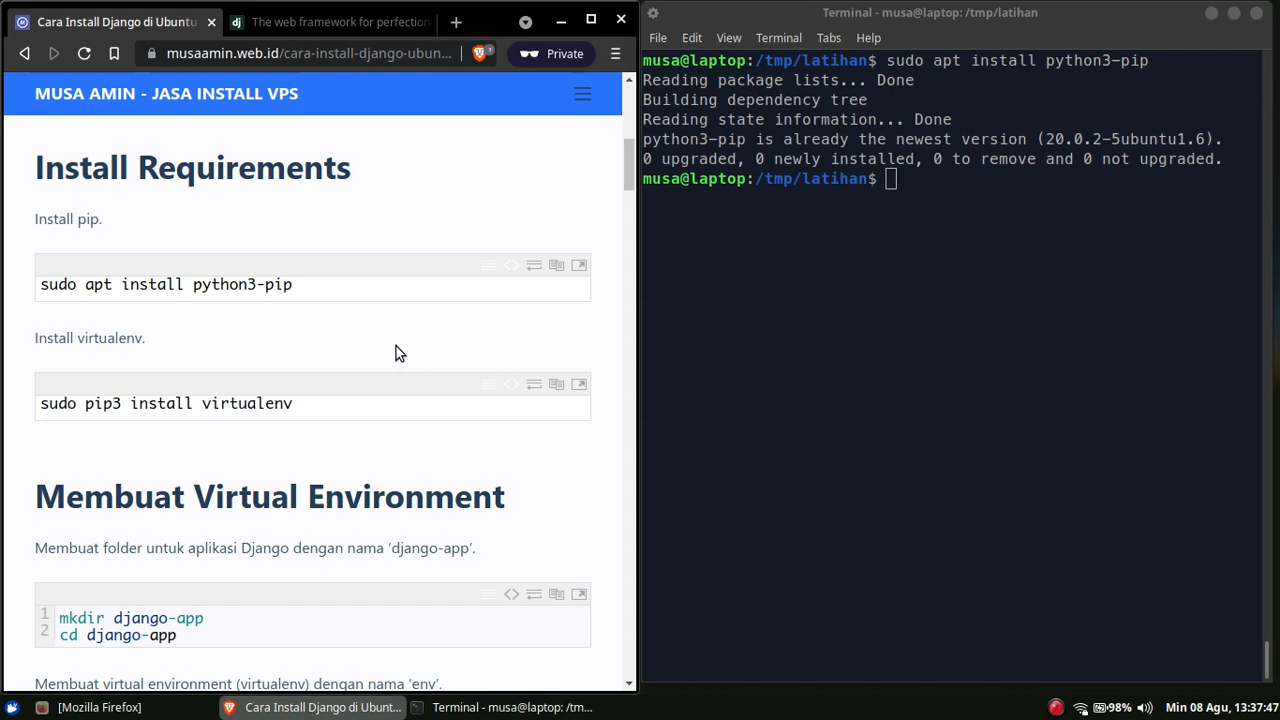 Cara Install Django di Ubuntu
The web framework for perfection
musaamin.web.id/cara-install-django-ubun...
3
Private
MUSA AMIN - JASA INSTALL VPS
Install Requirements
Install pip.
sudo apt install python3-pip
Install virtualenv.
sudo pip3 install virtualenv
Membuat Virtual Environment
Membuat folder untuk aplikasi Django dengan nama ‘django-app’.
1 mkdir django-app
2 cd django-app
Membuat virtual environment (virtualenv) dengan nama ‘env’.
Terminal - musa@laptop: /tmp/latihan
File Edit View Terminal Tabs Help
musa@laptop:/tmp/latihan$ sudo apt install python3-pip
Reading package lists... Done
Building dependency tree
Reading state information... Done
python3-pip is already the newest version (20.0.2-5ubuntu1.6).
0 upgraded, 0 newly installed, 0 to remove and 0 not upgraded.
musa@laptop:/tmp/latihan$
[Mozilla Firefox]
Cara Install Django di Ubunt...
Terminal - musa@laptop: /tm...
98%
Min 08 Agu, 13:37:47